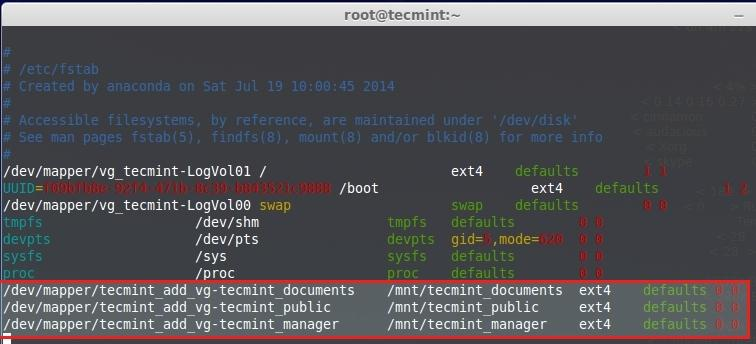 root@tecmint:~
#
# /etc/fstab
# Created by anaconda on Sat Jul 19 10:00:45 2014
#
# Accessible filesystems, by reference, are maintained under '/dev/disk'
# See man pages fstab(5), findfs(8), mount(8) and/or blkid(8) for more info
#
/dev/mapper/vg_tecmint-LogVol01 / ext4 defaults 1 1
UUID=f09bfb8e-92f4-471b-8c39-b843521c9888 /boot ext4 defaults 1 2
/dev/mapper/vg_tecmint-LogVol00 swap swap defaults 0 0
tmpfs /dev/shm tmpfs defaults 0 0
devpts /dev/pts devpts gid=5,mode=620 0 0
sysfs /sys sysfs defaults 0 0
proc /proc proc defaults 0 0
/dev/mapper/tecmint_add_vg-tecmint_documents /mnt/tecmint_documents ext4 defaults 0 0
/dev/mapper/tecmint_add_vg-tecmint_public /mnt/tecmint_public ext4 defaults 0 0
/dev/mapper/tecmint_add_vg-tecmint_manager /mnt/tecmint_manager ext4 defaults 0 0